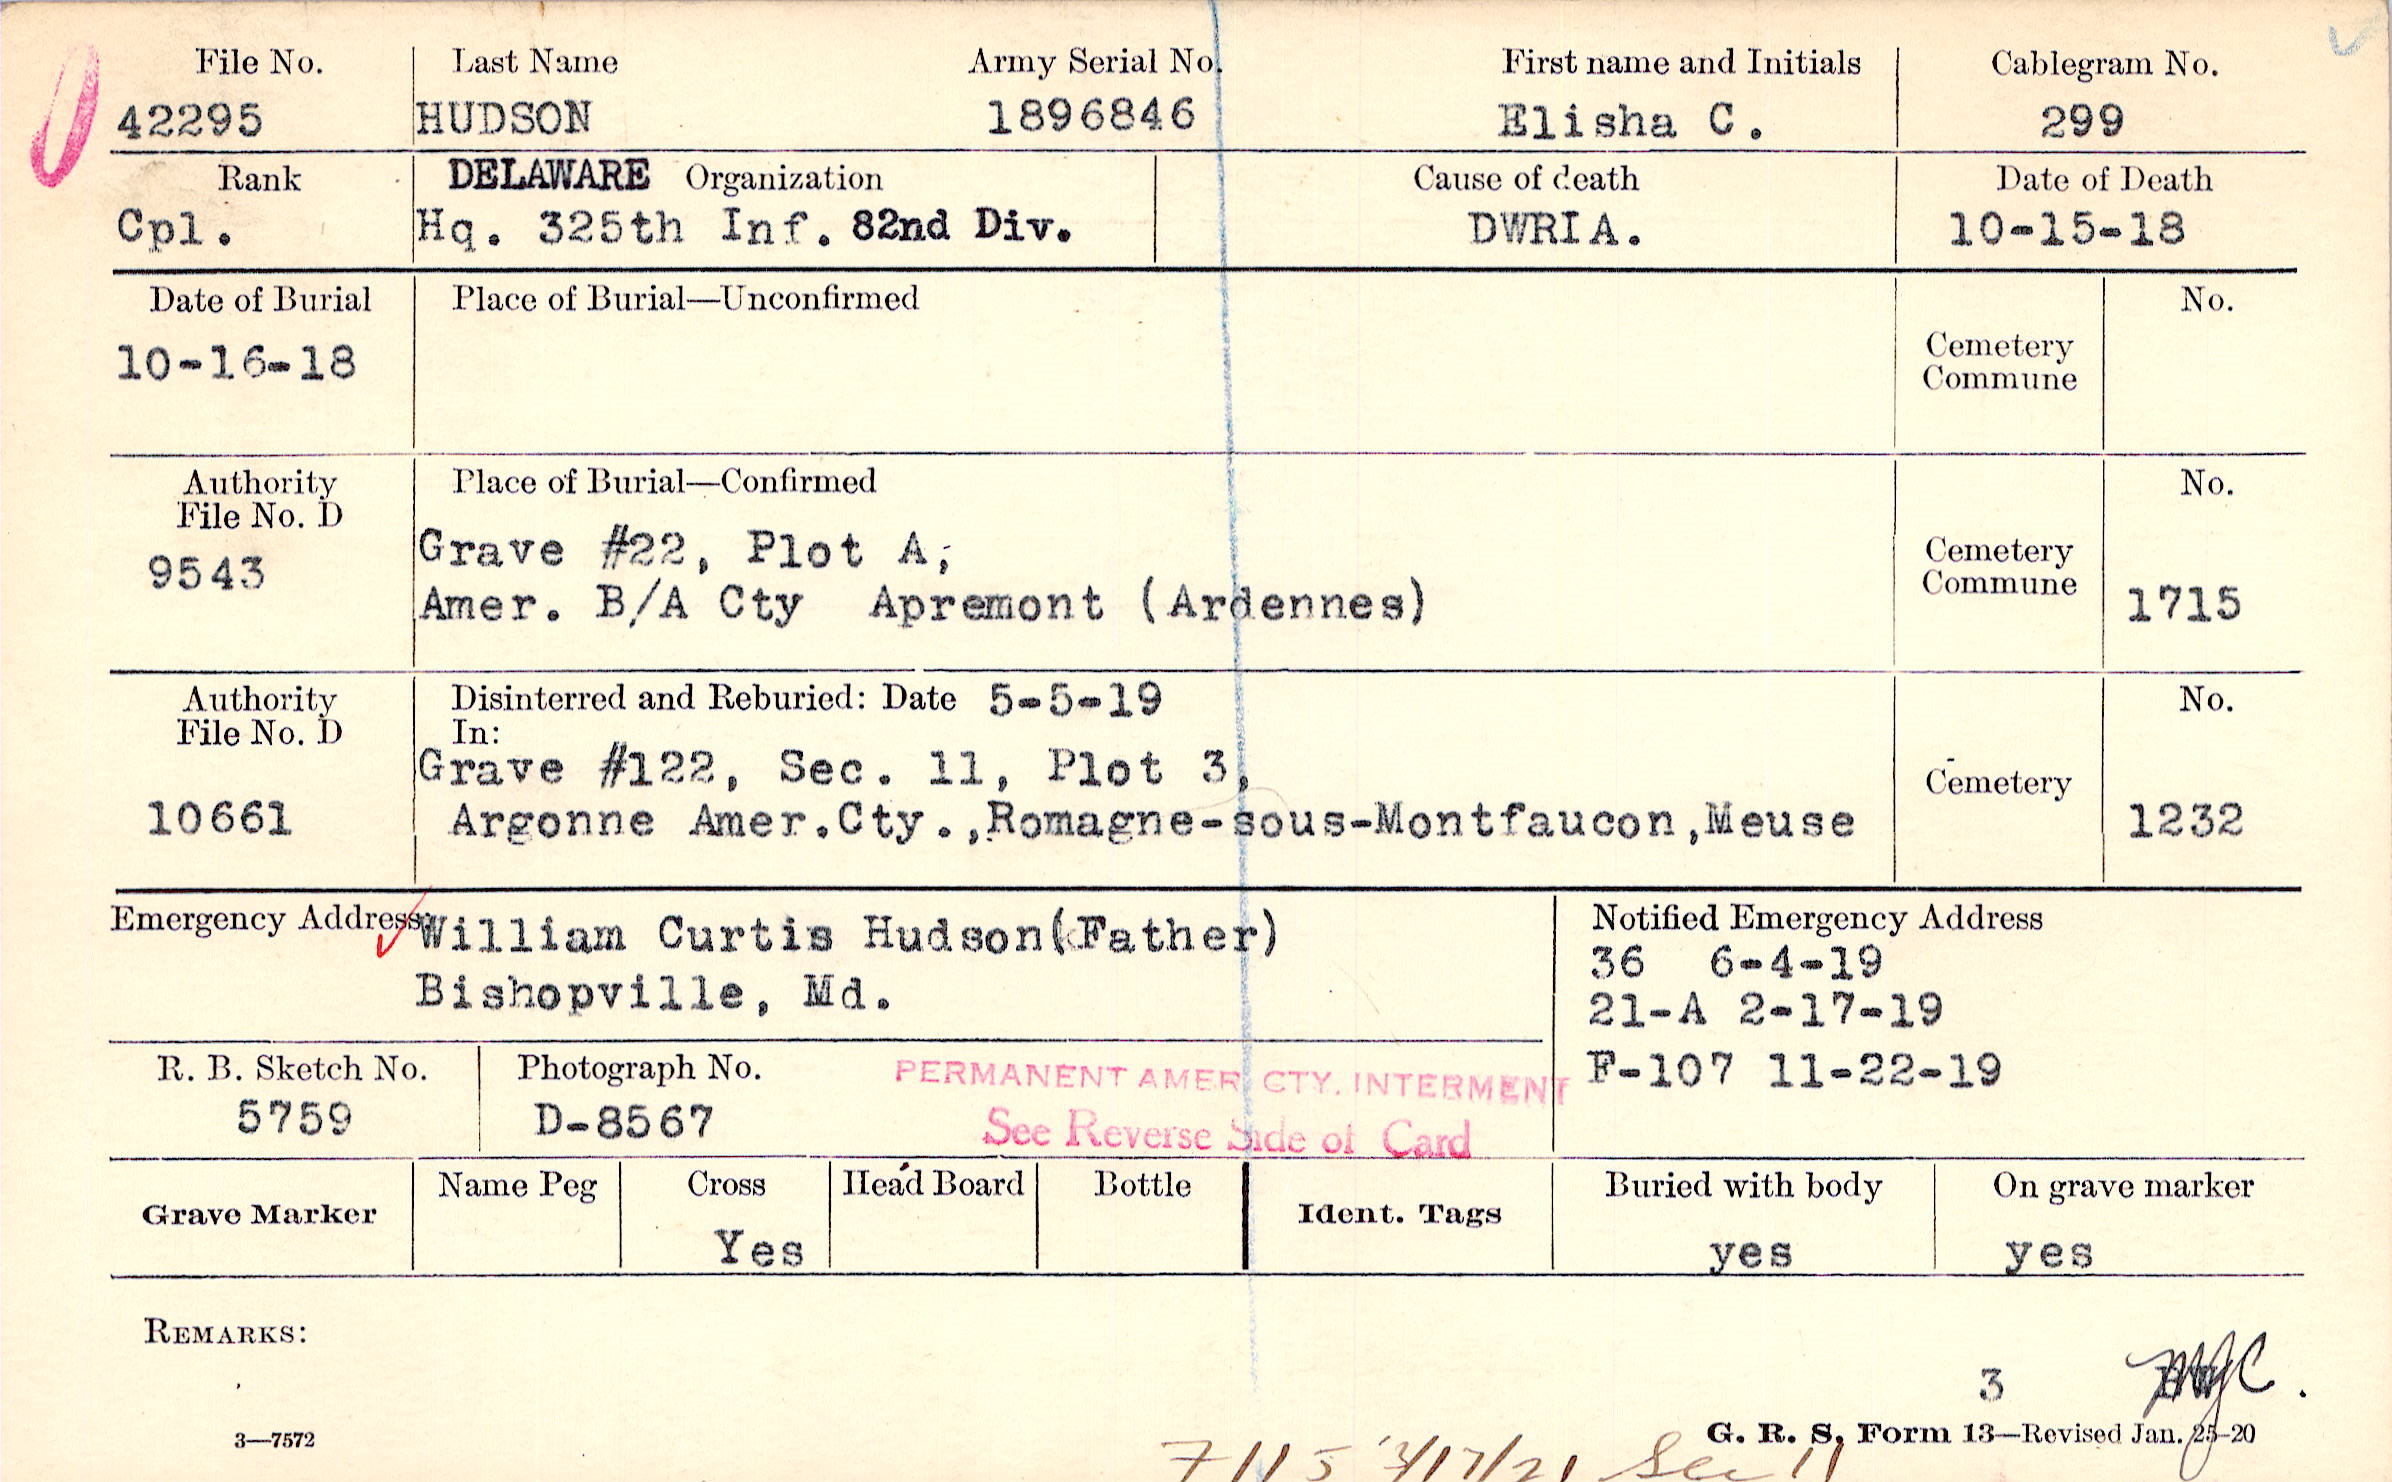 File No. Last Name Army Serial No. First name and Initials Cablegram No.
42295 HUDSON 1896846 Elisha C. 299
Rank DELAWARE Organization Cause of death Date of Death
Cpl. Hq. 325th Inf. 82nd Div. DWRIA. 10-15-18
Date of Burial Place of Burial—Unconfirmed No.
10-16-18 Cemetery
Commune
Authority Place of Burial—Confirmed No.
File No. D
9543 Grave #22, Plot A, Cemetery
Amer. B/A Cty Apremont (Ardennes) Commune 1715
Authority Disinterred and Reburied: Date 5-5-19 No.
File No. D In:
Grave #122, Sec. 11, Plot 3, Cemetery
10661 Argonne Amer.Cty.,Romagne-sous-Montfaucon,Meuse 1232
Emergency Address: William Curtis Hudson(Father) Notified Emergency Address
Bishopville, Md. 36 6-4-19
21-A 2-17-19
F-107 11-22-19
R. B. Sketch No. Photograph No. PERMANENT AMER CTY. INTERMENT
5759 D-8567 See Reverse Side of Card
Grave Marker Name Peg Cross Head Board Bottle Ident. Tags Buried with body On grave marker
Yes yes yes
REMARKS:
3
3—7572 G. R. S. Form 13—Revised Jan. 25-20
Sec 11